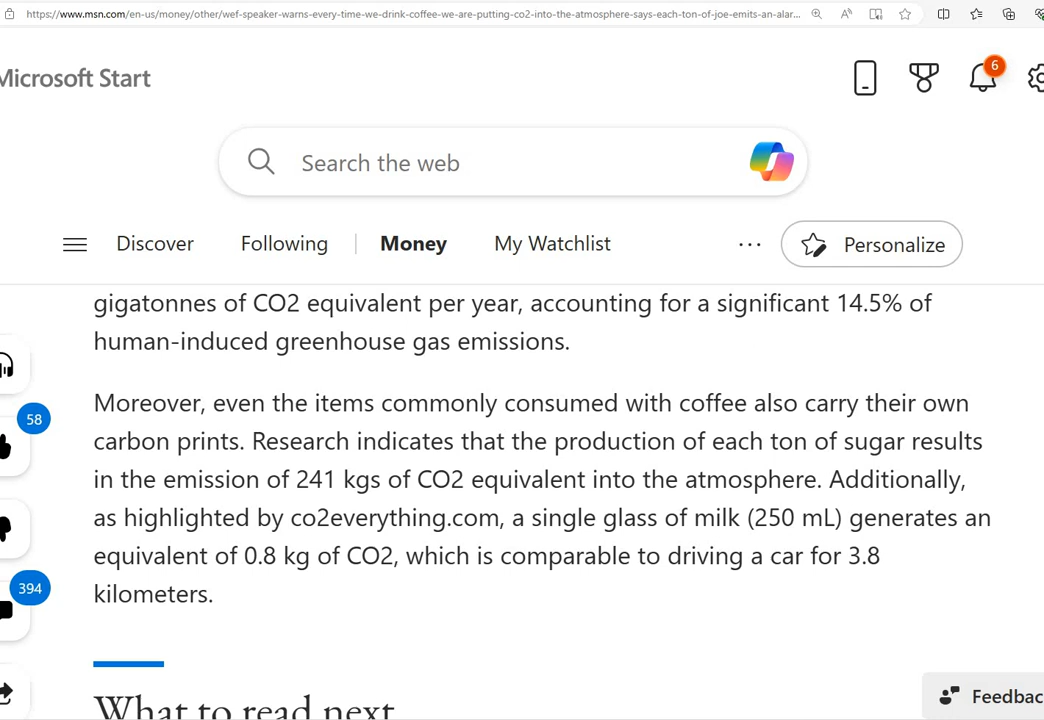 https://www.msn.com/en-us/money/other/wef-speaker-warns-every-time-we-drink-coffee-we-are-putting-co2-into-the-atmosphere-says-each-ton-of-joe-emits-an-alar...
Microsoft Start
6
Search the web
Discover Following Money My Watchlist ... Personalize
gigatonnes of CO2 equivalent per year, accounting for a significant 14.5% of
human-induced greenhouse gas emissions.
Moreover, even the items commonly consumed with coffee also carry their own
58
carbon prints. Research indicates that the production of each ton of sugar results
in the emission of 241 kgs of CO2 equivalent into the atmosphere. Additionally,
as highlighted by co2everything.com, a single glass of milk (250 mL) generates an
equivalent of 0.8 kg of CO2, which is comparable to driving a car for 3.8
394
kilometers.
What to read next
Feedbac